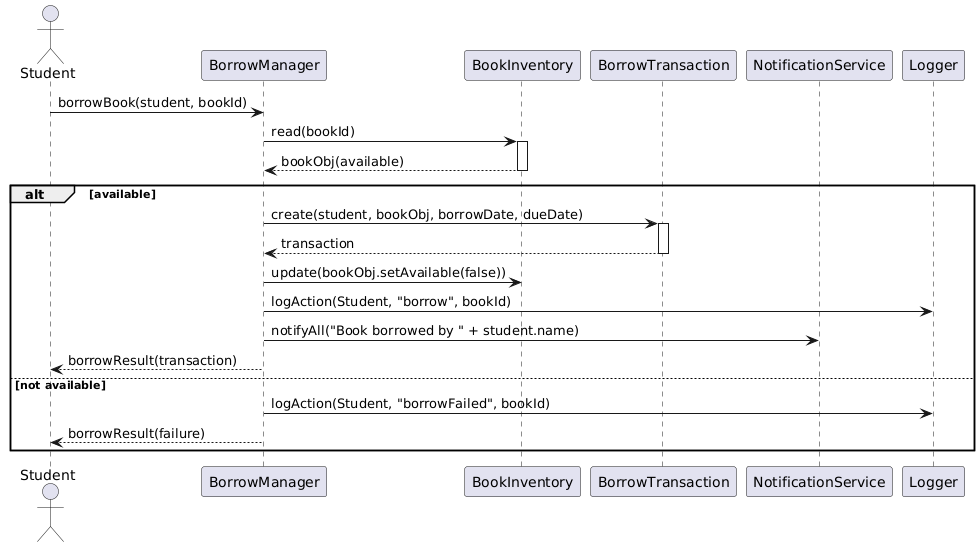 Student
BorrowManager
BookInventory
BorrowTransaction
NotificationService
Logger
borrowBook(student, bookId)
read(bookId)
bookObj(available)
alt
[available]
create(student, bookObj, borrowDate, dueDate)
transaction
update(bookObj.setAvailable(false))
logAction(Student, "borrow", bookId)
notifyAll("Book borrowed by " + student.name)
borrowResult(transaction)
[not available]
logAction(Student, "borrowFailed", bookId)
borrowResult(failure)
Student
BorrowManager
BookInventory
BorrowTransaction
NotificationService
Logger